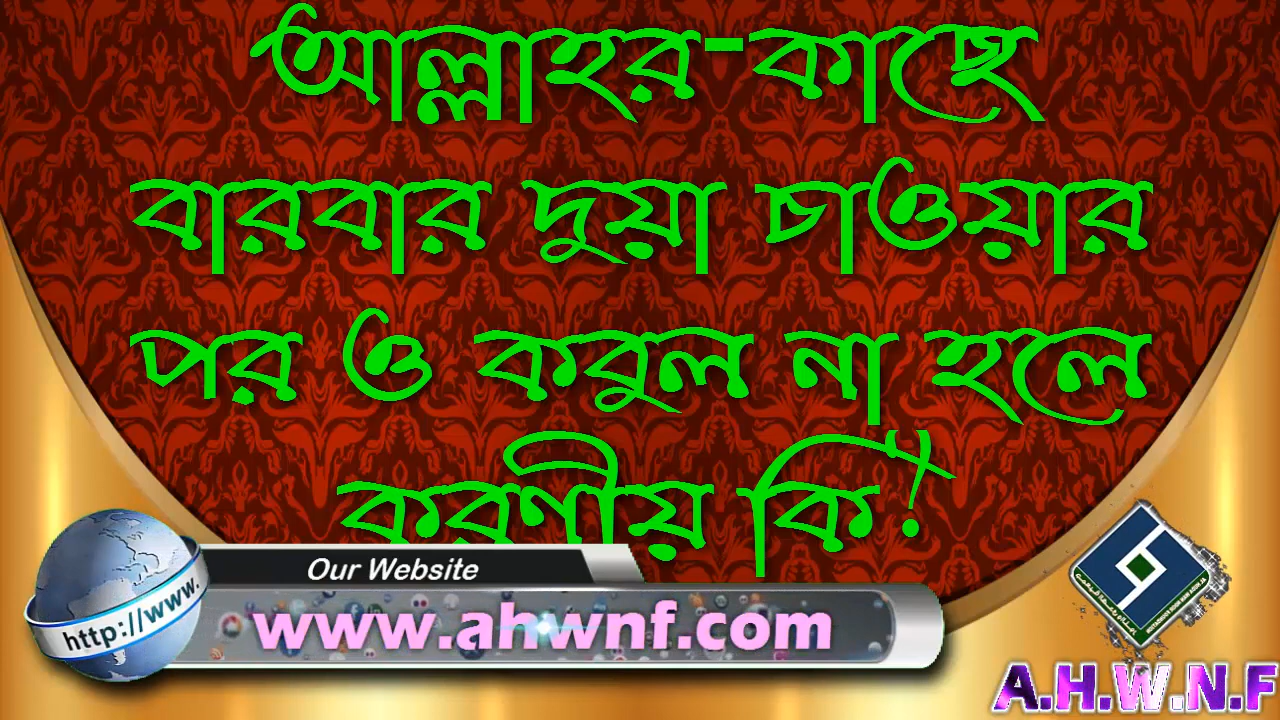 আল্লাহর-কাছে
বারবার দুয়া চাওয়ার
পর ও কবুল না হলে
করণীয় কি!
Our Website
http://www.
www.ahwnf.com
A.H.W.N.F